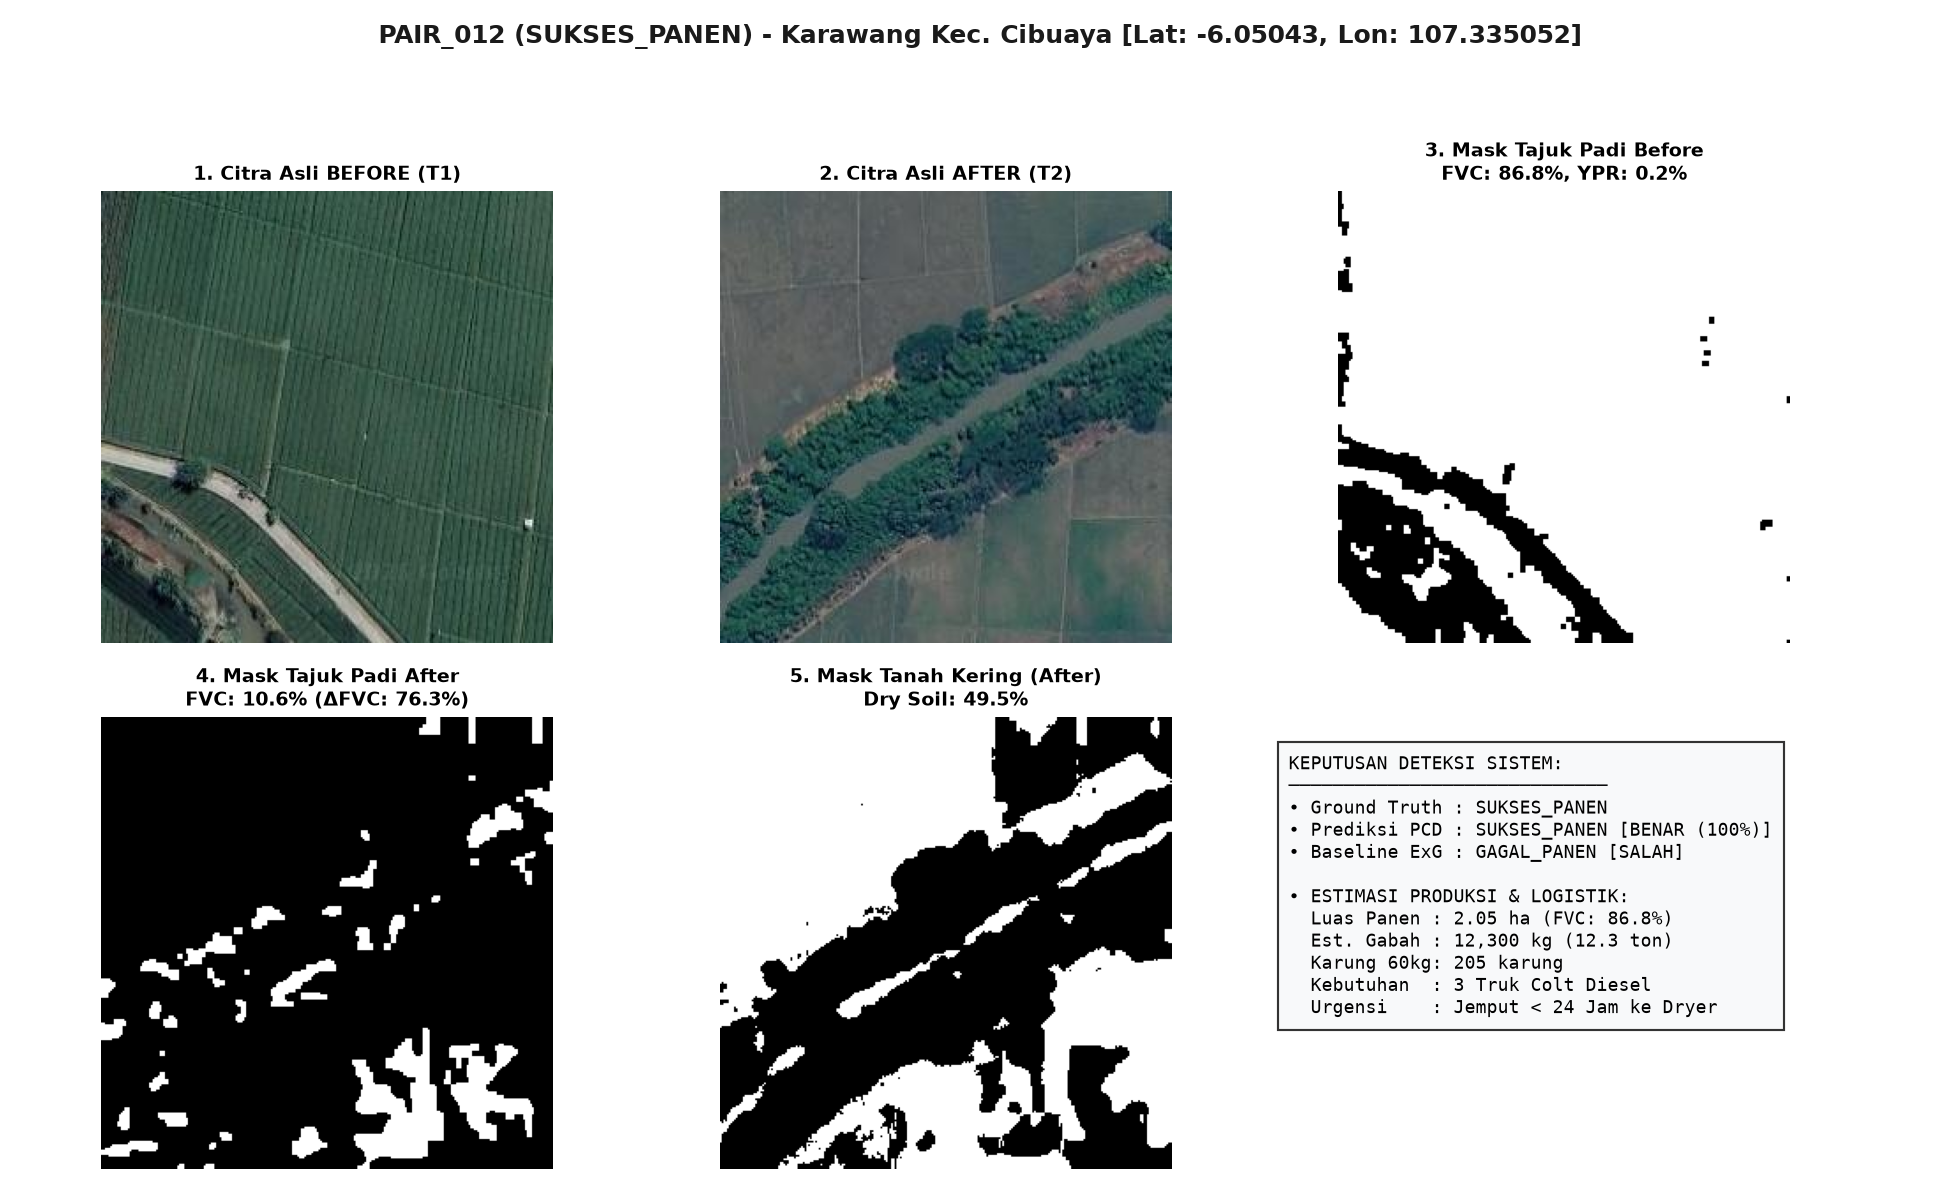 PAIR_012 (SUKSES_PANEN) - Karawang Kec. Cibuaya [Lat: -6.05043, Lon: 107.335052]
1. Citra Asli BEFORE (T1)
2. Citra Asli AFTER (T2)
3. Mask Tajuk Padi Before
FVC: 86.8%, YPR: 0.2%
4. Mask Tajuk Padi After
FVC: 10.6% (ΔFVC: 76.3%)
5. Mask Tanah Kering (After)
Dry Soil: 49.5%
KEPUTUSAN DETEKSI SISTEM:
• Ground Truth : SUKSES_PANEN
• Prediksi PCD : SUKSES_PANEN [BENAR (100%)]
• Baseline ExG : GAGAL_PANEN [SALAH]
• ESTIMASI PRODUKSI & LOGISTIK:
Luas Panen : 2.05 ha (FVC: 86.8%)
Est. Gabah : 12,300 kg (12.3 ton)
Karung 60kg: 205 karung
Kebutuhan : 3 Truk Colt Diesel
Urgensi : Jemput < 24 Jam ke Dryer